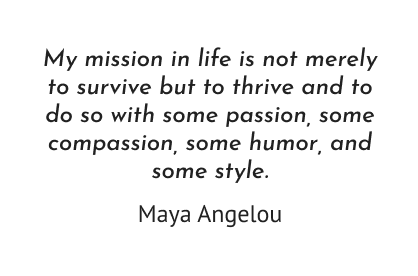 My mission in life is not merely
to survive but to thrive and to
do so with some passion, some
compassion, some humor, and
some style.
Maya Angelou